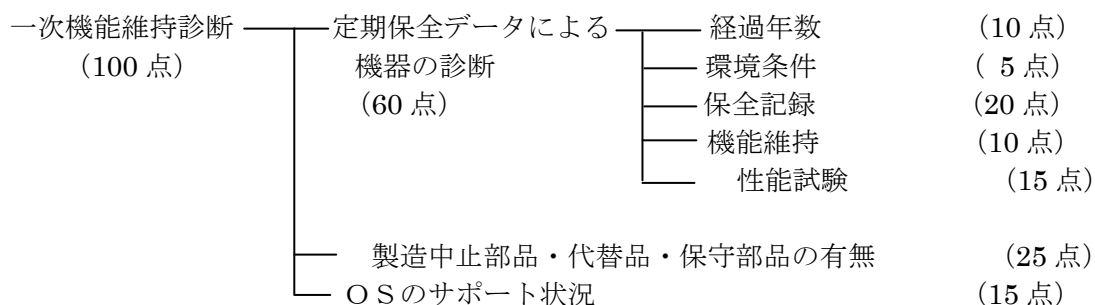 一次機能維持診断 定期保全データによる 経過年数 (10 点)
(100 点) 機器の診断 環境条件 ( 5 点)
(60 点) 保全記録 (20 点)
機能維持 (10 点)
性能試験 (15 点)
製造中止部品・代替品・保守部品の有無 (25 点)
ＯＳのサポート状況 (15 点)